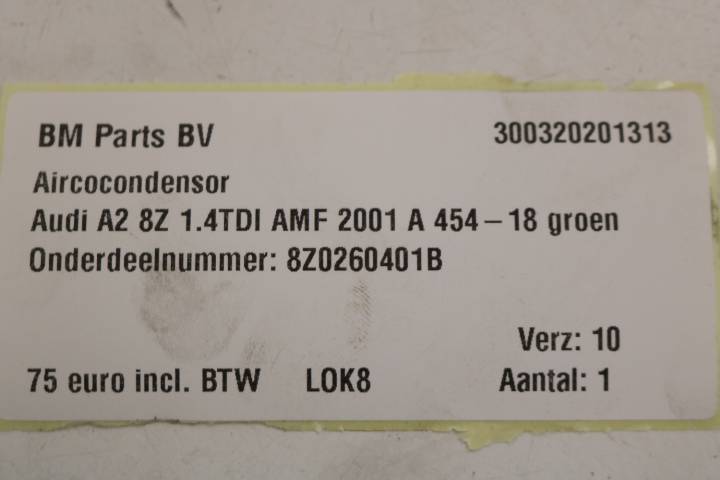 BM Parts BV 300320201313
Aircocondensor
Audi A2 8Z 1.4TDI AMF 2001 A 454 – 18 groen
Onderdeelnummer: 8Z0260401B
Verz: 10
75 euro incl. BTW LOK8 Aantal: 1